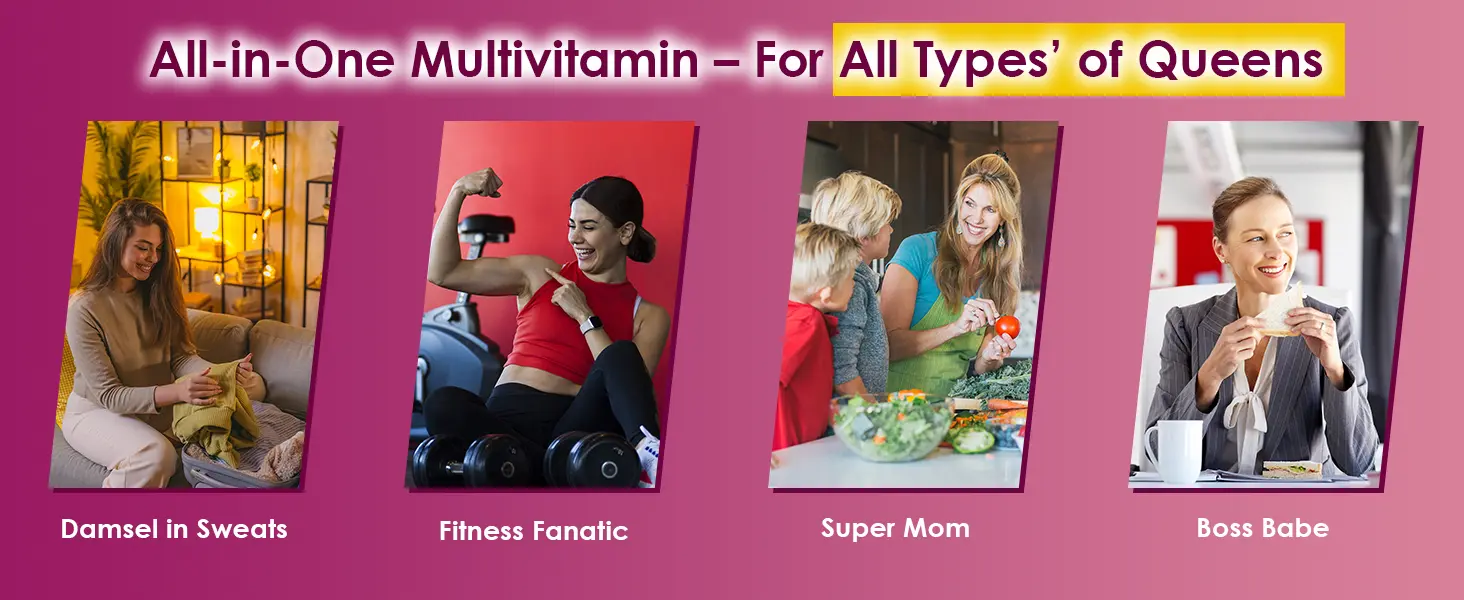 All-in-One Multivitamin – For All Types’ of Queens
Damsel in Sweats
Fitness Fanatic
Super Mom
Boss Babe